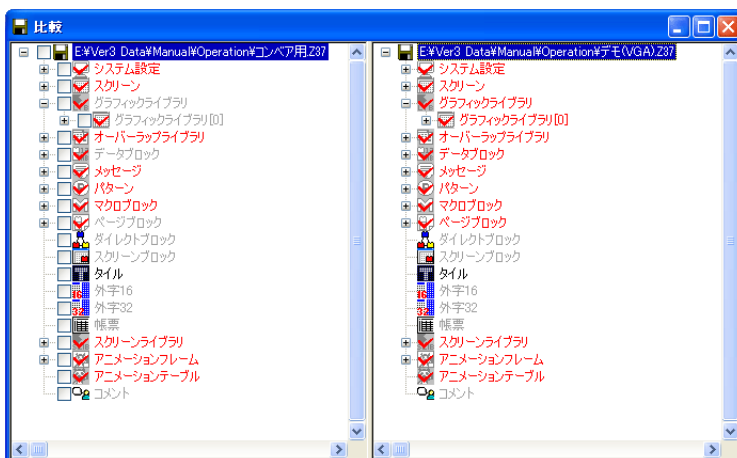 比較
E:¥Ver3 Data¥Manual¥Operation¥コンベア用.Z37
システム設定
スクリーン
グラフィックライブラリ
グラフィックライブラリ[0]
オーバーラップライブラリ
データブロック
メッセージ
パターン
マクロブロック
ページブロック
ダイレクトブロック
スクリーンブロック
タイル
外字16
外字32
帳票
スクリーンライブラリ
アニメーションフレーム
アニメーションテーブル
コメント
E:¥Ver3 Data¥Manual¥Operation¥デモ(VGA).Z37
システム設定
スクリーン
グラフィックライブラリ
グラフィックライブラリ[0]
オーバーラップライブラリ
データブロック
メッセージ
パターン
マクロブロック
ページブロック
ダイレクトブロック
スクリーンブロック
タイル
外字16
外字32
帳票
スクリーンライブラリ
アニメーションフレーム
アニメーションテーブル
コメント